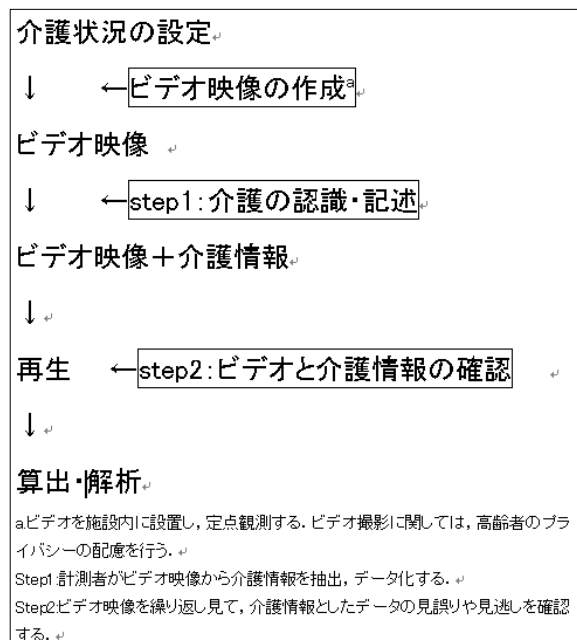 介護状況の設定
↓ ←ビデオ映像の作成a
ビデオ映像
↓ ←step1:介護の認識・記述
ビデオ映像＋介護情報
↓
再生 ←step2:ビデオと介護情報の確認
↓
算出・解析
a.ビデオを施設内に設置し，定点観測する．ビデオ撮影に関しては，高齢者のプラ
イバシーの配慮を行う．
Step1:計測者がビデオ映像から介護情報を抽出，データ化する．
Step2ビデオ映像を繰り返し見て，介護情報としたデータの見誤りや見逃しを確認
する．